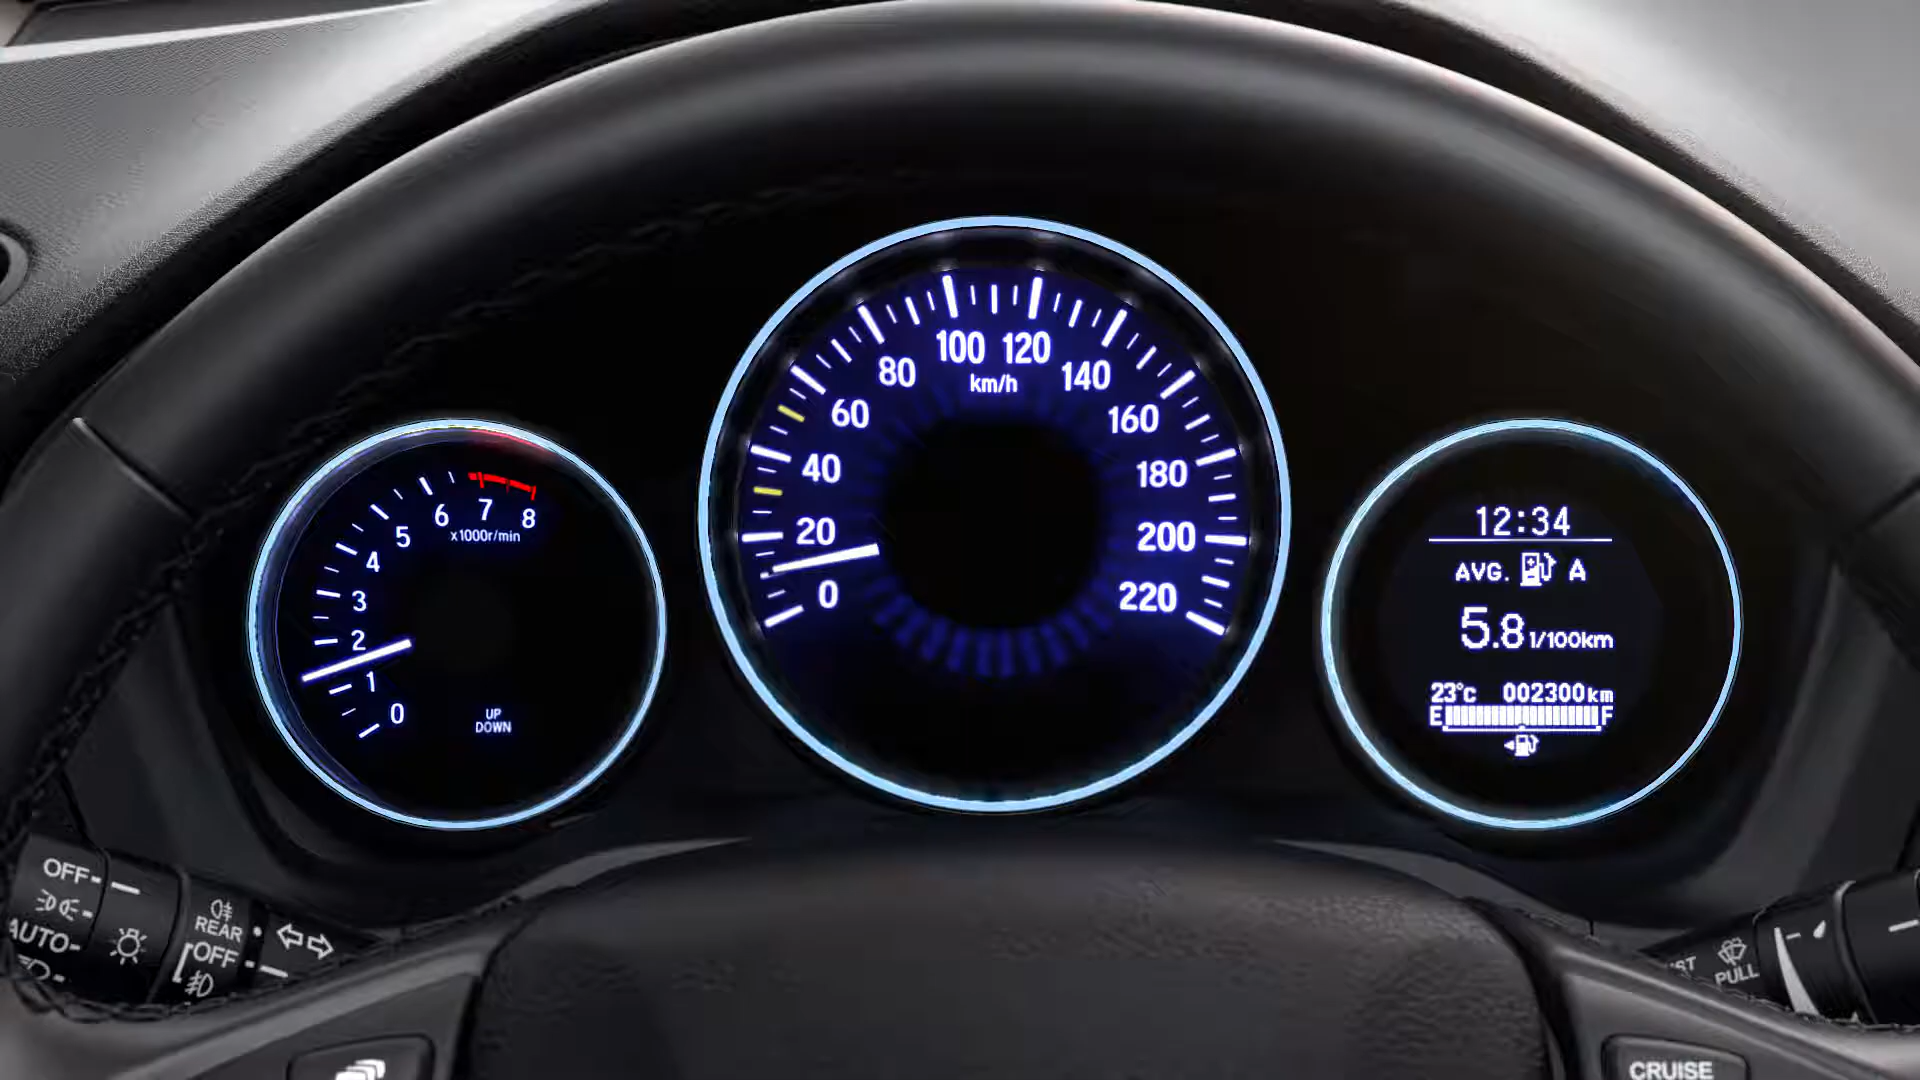 100 120
km/h
80
140
60
160
40
180
20
200
0
220
6 7 8
x1000r/min
5
4
3
2
1
0
UP
DOWN
12:34
AVG. A
5.8 l/100km
23°c 002300km
E F
OFF
AUTO
REAR
OFF
PULL
CRUISE